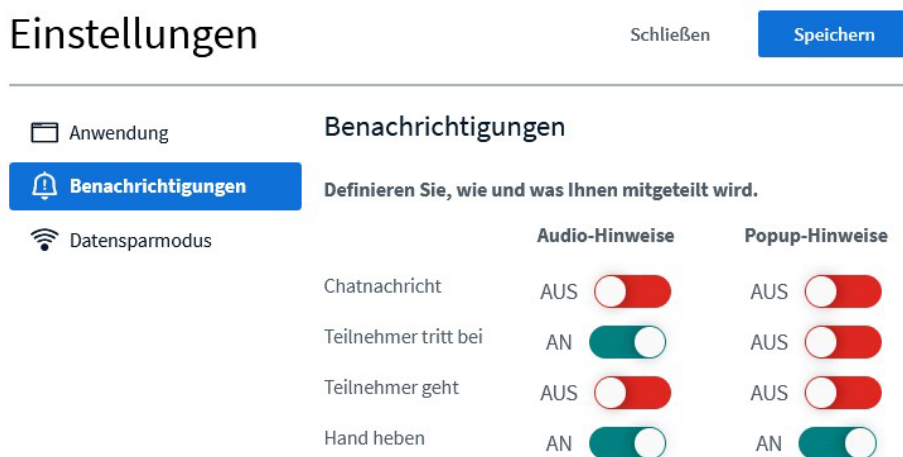 Einstellungen Schließen Speichern
Anwendung
Benachrichtigungen
Datensparmodus
Benachrichtigungen
Definieren Sie, wie und was Ihnen mitgeteilt wird.
Audio-Hinweise Popup-Hinweise
Chatnachricht AUS AUS
Teilnehmer tritt bei AN AUS
Teilnehmer geht AUS AUS
Hand heben AN AN